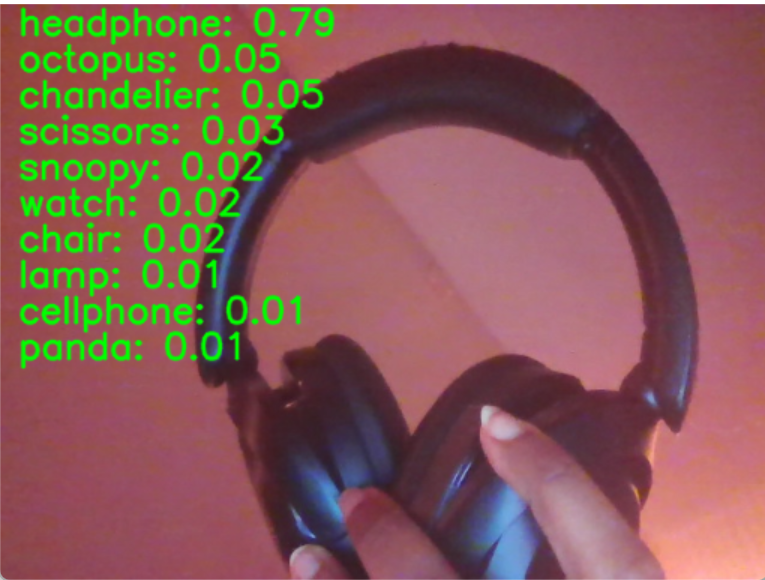 headphone: 0.79
octopus: 0.05
chandelier: 0.05
scissors: 0.03
snoopy: 0.02
watch: 0.02
chair: 0.02
lamp: 0.01
cellphone: 0.01
panda: 0.01